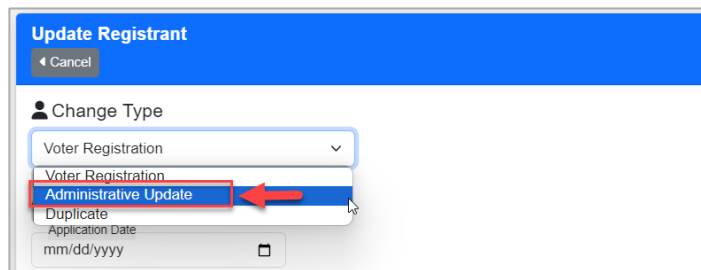 Update Registrant
Cancel
Change Type
Voter Registration
Voter Registration
Administrative Update
Duplicate
Application Date
mm/dd/yyyy